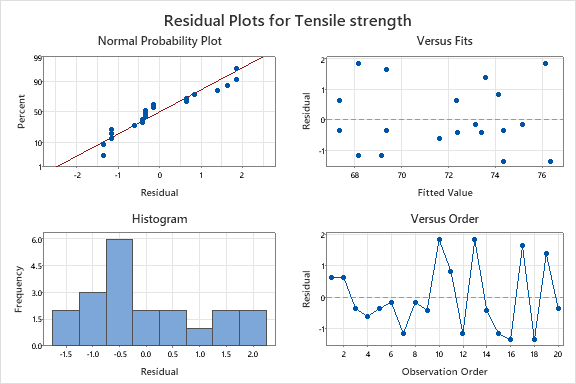 Residual Plots for Tensile strength
Normal Probability Plot
99
90
50
10
1
Percent
-2 -1 0 1 2
Residual
Versus Fits
2
1
0
-1
Residual
68 70 72 74 76
Fitted Value
Histogram
6.0
4.5
3.0
1.5
0.0
Frequency
-1.5 -1.0 -0.5 0.0 0.5 1.0 1.5 2.0
Residual
Versus Order
2
1
0
-1
Residual
2 4 6 8 10 12 14 16 18 20
Observation Order